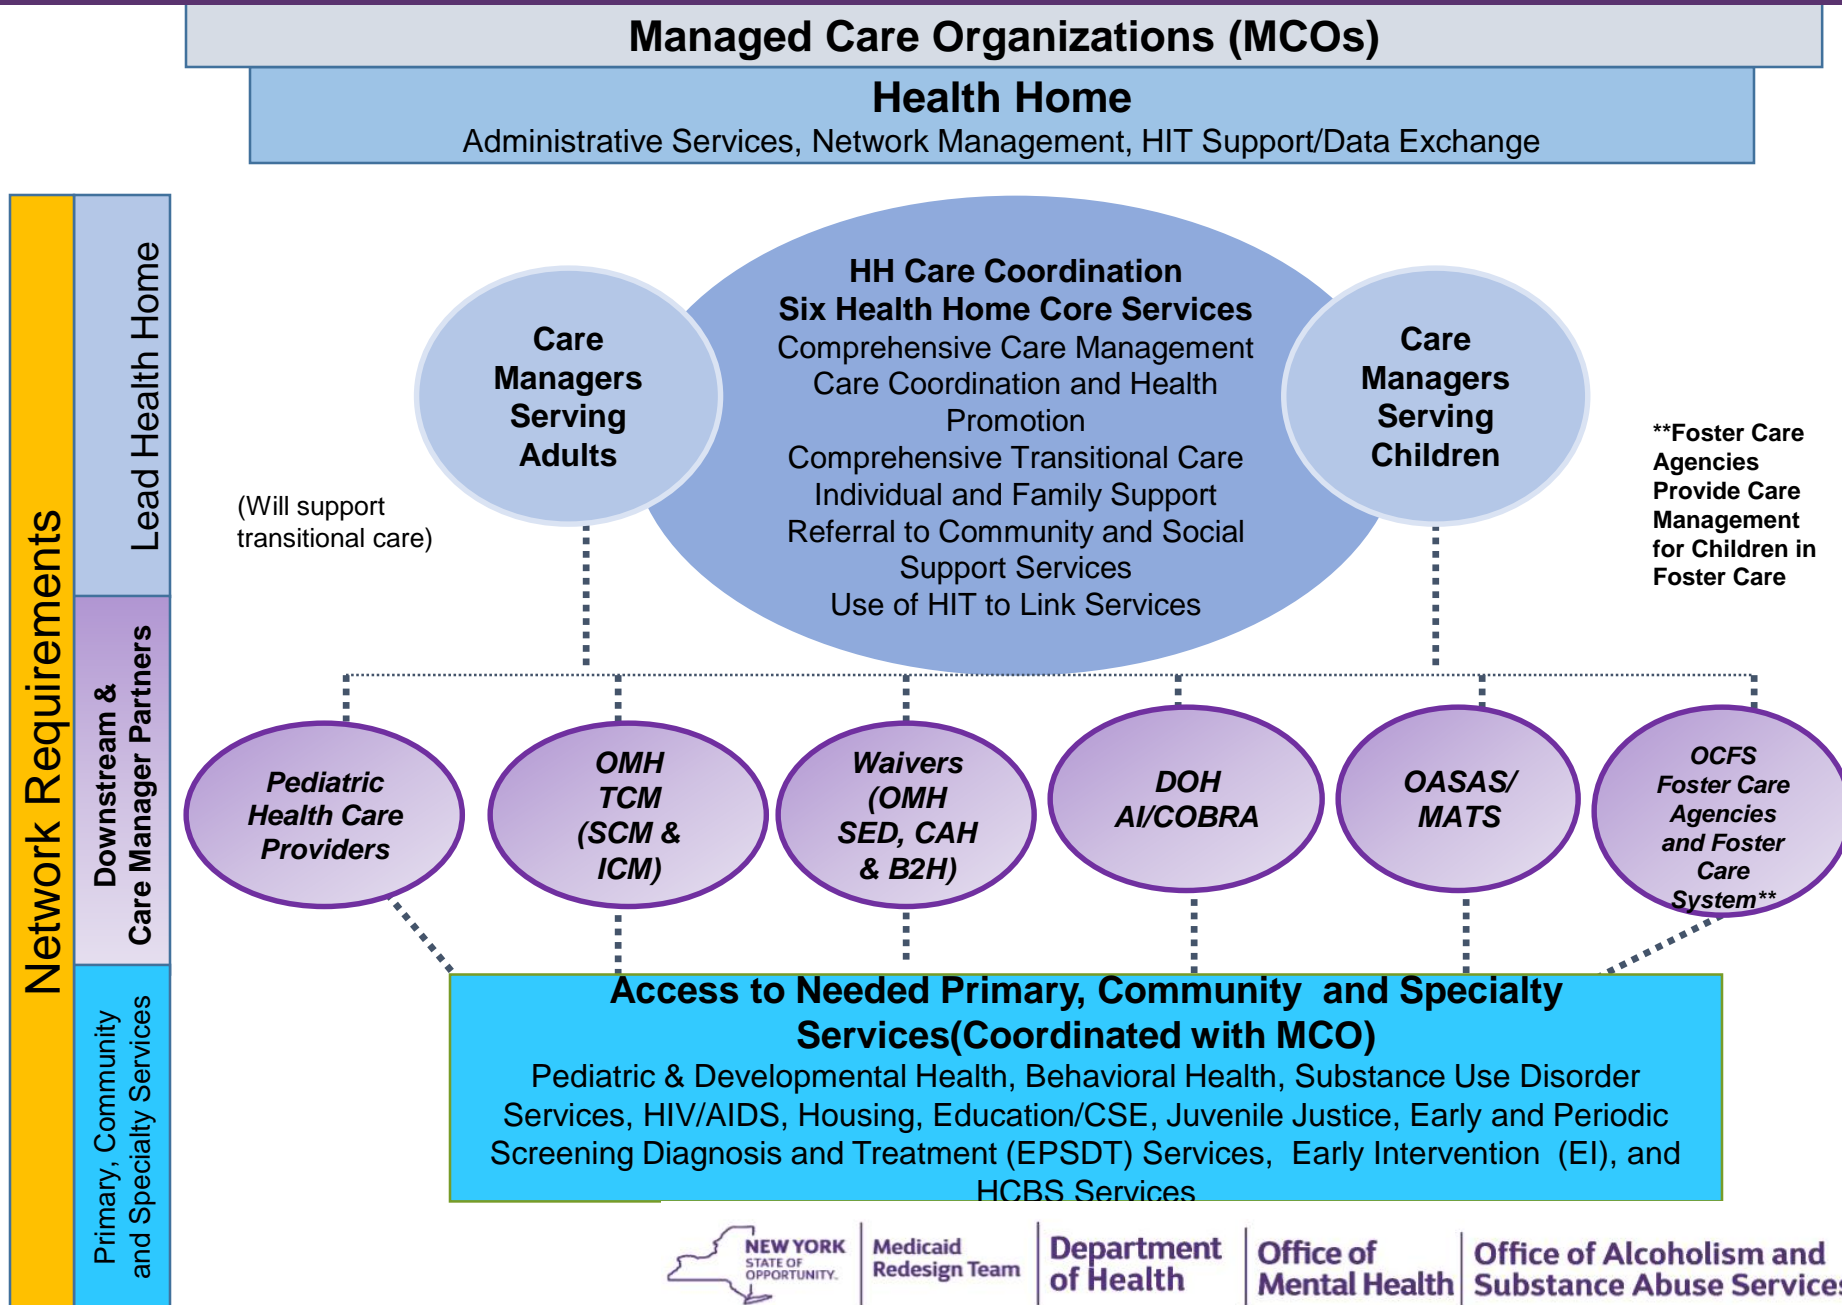 Managed Care Organizations (MCOs)
Health Home
Administrative Services, Network Management, HIT Support/Data Exchange
Network Requirements
Lead Health Home
Downstream &
Care Manager Partners
Primary, Community
and Specialty Services
Care
Managers
Serving
Adults
(Will support
transitional care)
HH Care Coordination
Six Health Home Core Services
Comprehensive Care Management
Care Coordination and Health
Promotion
Comprehensive Transitional Care
Individual and Family Support
Referral to Community and Social
Support Services
Use of HIT to Link Services
Care
Managers
Serving
Children
**Foster Care
Agencies
Provide Care
Management
for Children in
Foster Care
Pediatric
Health Care
Providers
OMH
TCM
(SCM &
ICM)
Waivers
(OMH
SED, CAH
& B2H)
DOH
AI/COBRA
OASAS/
MATS
OCFS
Foster Care
Agencies
and Foster
Care
System**
Access to Needed Primary, Community  and Specialty
Services(Coordinated with MCO)
Pediatric & Developmental Health, Behavioral Health, Substance Use Disorder
Services, HIV/AIDS, Housing, Education/CSE, Juvenile Justice, Early and Periodic
Screening Diagnosis and Treatment (EPSDT) Services,  Early Intervention  (EI), and
HCBS Services
NEW YORK
STATE OF
OPPORTUNITY.
Medicaid
Redesign Team
Department
of Health
Office of
Mental Health
Office of Alcoholism and
Substance Abuse Services